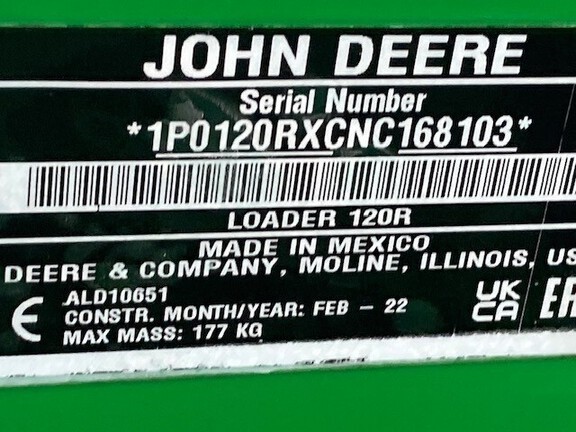 JOHN DEERE
Serial Number
*1P0120RXCNC168103*
LOADER 120R
MADE IN MEXICO
DEERE & COMPANY, MOLINE, ILLINOIS, US
CE ALD10651
CONSTR. MONTH/YEAR: FEB - 22
MAX MASS: 177 KG
UK
CA